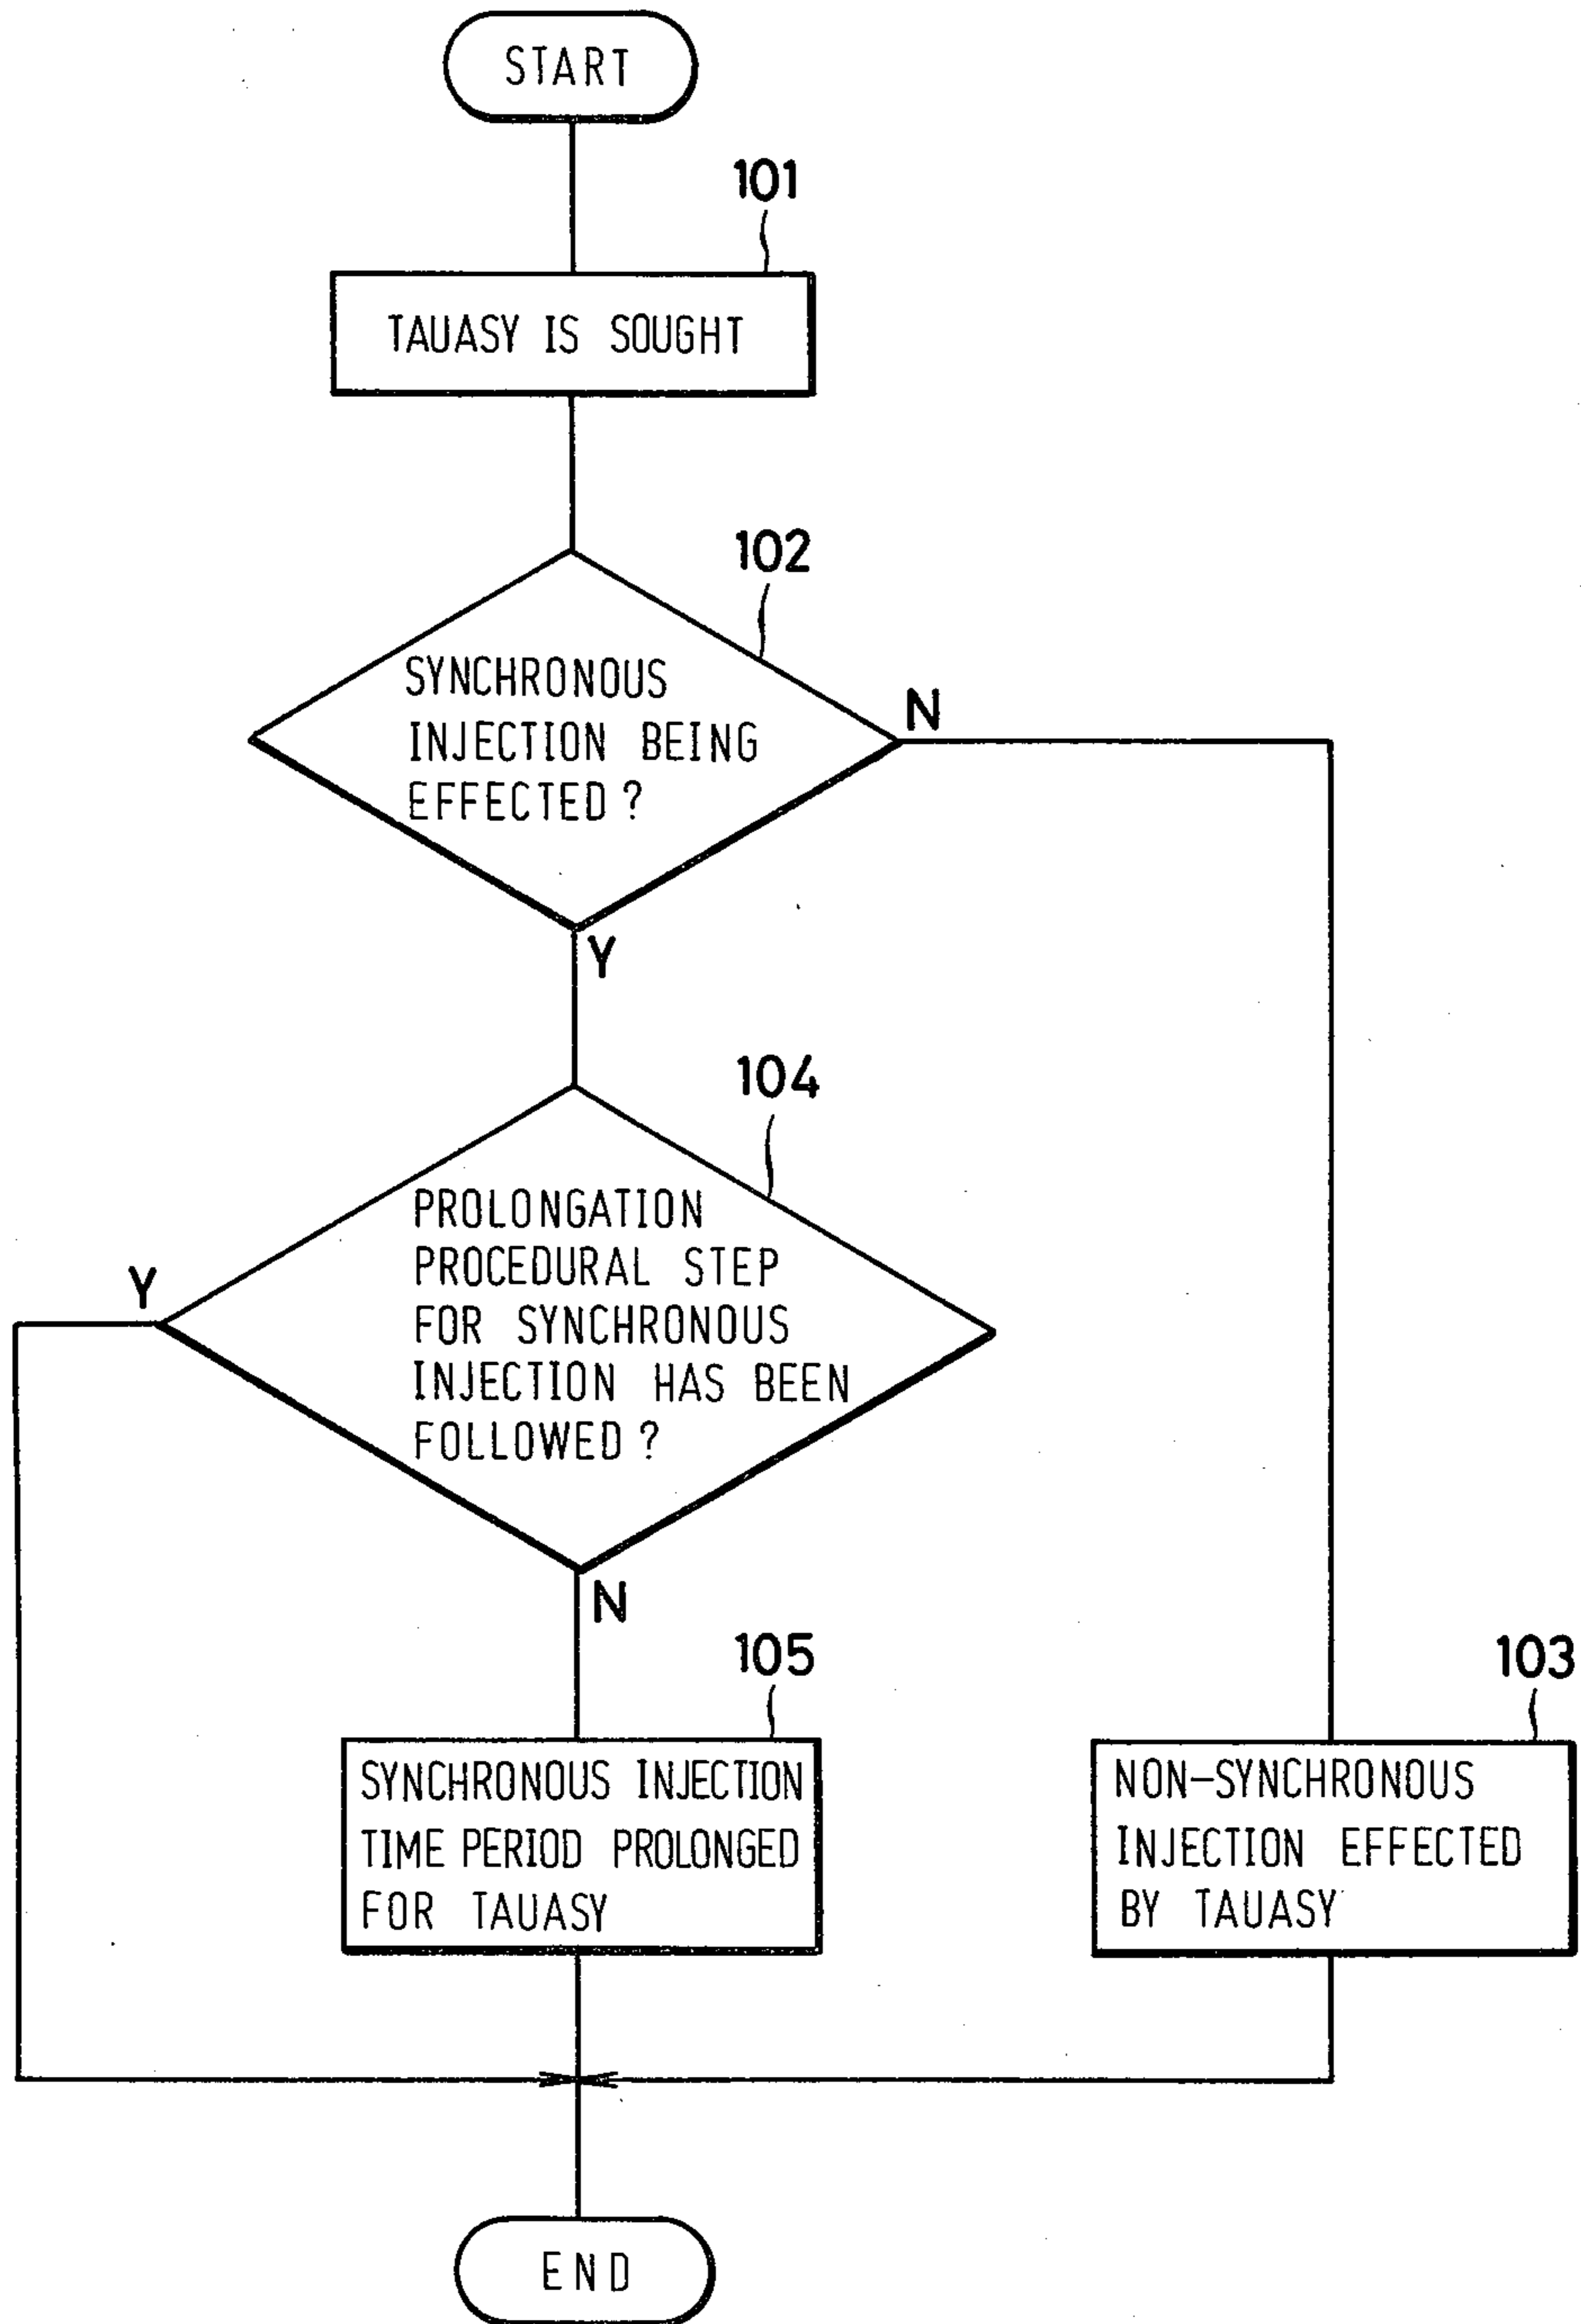 START
101
TAUASY IS SOUGHT
102
SYNCHRONOUS
INJECTION BEING
EFFECTED ?
N
Y
104
PROLONGATION
PROCEDURAL STEP
FOR SYNCHRONOUS
INJECTION HAS BEEN
FOLLOWED ?
Y
N
105
SYNCHRONOUS INJECTION
TIME PERIOD PROLONGED
FOR TAUASY
103
NON-SYNCHRONOUS
INJECTION EFFECTED
BY TAUASY
END